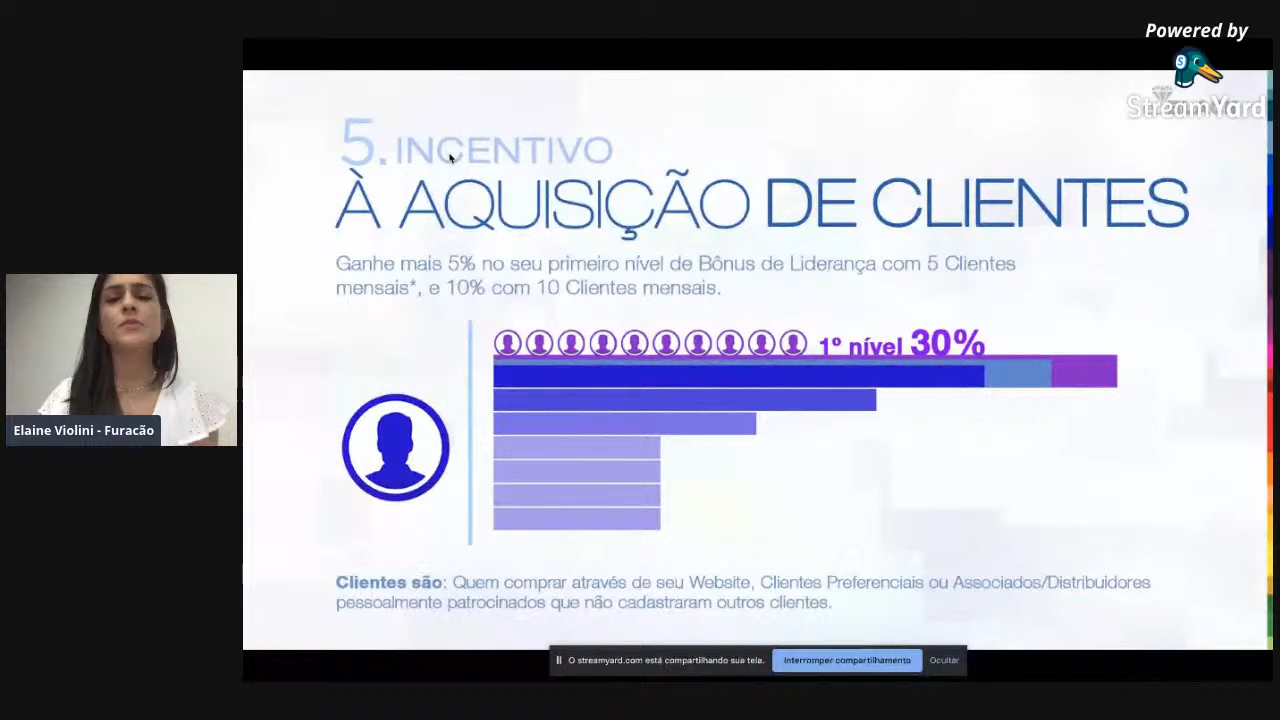 Powered by
StreamYard
5. INCENTIVO
À AQUISIÇÃO DE CLIENTES
Ganhe mais 5% no seu primeiro nível de Bônus de Liderança com 5 Clientes
mensais*, e 10% com 10 Clientes mensais.
1º nível 30%
Elaine Violini - Furacão
Clientes são: Quem comprar através de seu Website, Clientes Preferenciais ou Associados/Distribuidores
pessoalmente patrocinados que não cadastraram outros clientes.
O streamyard.com está compartilhando sua tela.
Interromper compartilhamento
Ocultar